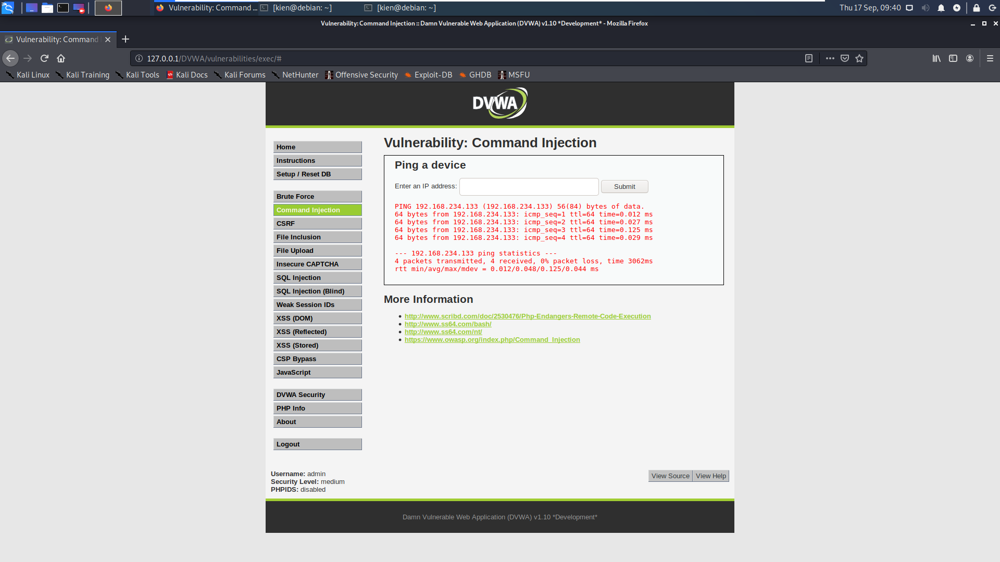 Vulnerability: Command ...
[kien@debian: ~]
[kien@debian: ~]
Thu 17 Sep, 09:40
Vulnerability: Command Injection :: Damn Vulnerable Web Application (DVWA) v1.10 *Development* - Mozilla Firefox
Vulnerability: Command
127.0.0.1/DVWA/vulnerabilities/exec/#
Kali Linux Kali Training Kali Tools Kali Docs Kali Forums NetHunter Offensive Security Exploit-DB GHDB MSFU
DVWA
Home
Instructions
Setup / Reset DB
Brute Force
Command Injection
CSRF
File Inclusion
File Upload
Insecure CAPTCHA
SQL Injection
SQL Injection (Blind)
Weak Session IDs
XSS (DOM)
XSS (Reflected)
XSS (Stored)
CSP Bypass
JavaScript
DVWA Security
PHP Info
About
Logout
Vulnerability: Command Injection
Ping a device
Enter an IP address: Submit
PING 192.168.234.133 (192.168.234.133) 56(84) bytes of data.
64 bytes from 192.168.234.133: icmp_seq=1 ttl=64 time=0.012 ms
64 bytes from 192.168.234.133: icmp_seq=2 ttl=64 time=0.027 ms
64 bytes from 192.168.234.133: icmp_seq=3 ttl=64 time=0.125 ms
64 bytes from 192.168.234.133: icmp_seq=4 ttl=64 time=0.029 ms
--- 192.168.234.133 ping statistics ---
4 packets transmitted, 4 received, 0% packet loss, time 3062ms
rtt min/avg/max/mdev = 0.012/0.048/0.125/0.044 ms
More Information
http://www.scribd.com/doc/2530476/Php-Endangers-Remote-Code-Execution
http://www.ss64.com/bash/
http://www.ss64.com/nt/
https://www.owasp.org/index.php/Command_Injection
Username: admin
Security Level: medium
PHPIDS: disabled
View Source View Help
Damn Vulnerable Web Application (DVWA) v1.10 *Development*